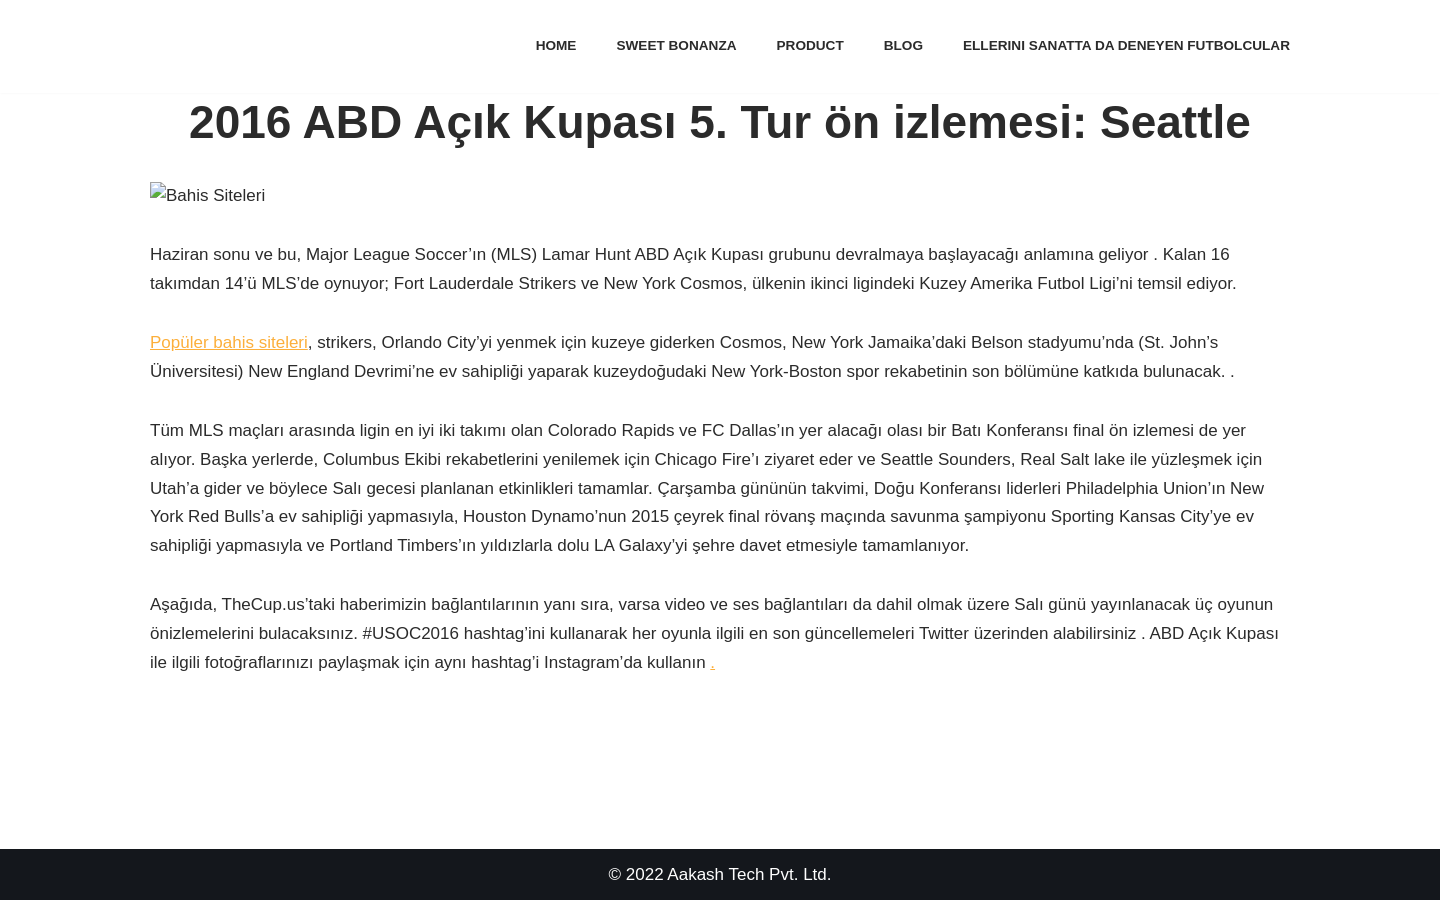 HOME SWEET BONANZA PRODUCT BLOG ELLERINI SANATTA DA DENEYEN FUTBOLCULAR
2016 ABD Açık Kupası 5. Tur ön izlemesi: Seattle
Bahis Siteleri
Haziran sonu ve bu, Major League Soccer’ın (MLS) Lamar Hunt ABD Açık Kupası grubunu devralmaya başlayacağı anlamına geliyor . Kalan 16
takımdan 14’ü MLS’de oynuyor; Fort Lauderdale Strikers ve New York Cosmos, ülkenin ikinci ligindeki Kuzey Amerika Futbol Ligi’ni temsil ediyor.
Popüler bahis siteleri, strikers, Orlando City’yi yenmek için kuzeye giderken Cosmos, New York Jamaika’daki Belson stadyumu’nda (St. John’s
Üniversitesi) New England Devrimi’ne ev sahipliği yaparak kuzeydoğudaki New York-Boston spor rekabetinin son bölümüne katkıda bulunacak. .
Tüm MLS maçları arasında ligin en iyi iki takımı olan Colorado Rapids ve FC Dallas’ın yer alacağı olası bir Batı Konferansı final ön izlemesi de yer
alıyor. Başka yerlerde, Columbus Ekibi rekabetlerini yenilemek için Chicago Fire’ı ziyaret eder ve Seattle Sounders, Real Salt lake ile yüzleşmek için
Utah’a gider ve böylece Salı gecesi planlanan etkinlikleri tamamlar. Çarşamba gününün takvimi, Doğu Konferansı liderleri Philadelphia Union’ın New
York Red Bulls’a ev sahipliği yapmasıyla, Houston Dynamo’nun 2015 çeyrek final rövanş maçında savunma şampiyonu Sporting Kansas City’ye ev
sahipliği yapmasıyla ve Portland Timbers’ın yıldızlarla dolu LA Galaxy’yi şehre davet etmesiyle tamamlanıyor.
Aşağıda, TheCup.us’taki haberimizin bağlantılarının yanı sıra, varsa video ve ses bağlantıları da dahil olmak üzere Salı günü yayınlanacak üç oyunun
önizlemelerini bulacaksınız. #USOC2016 hashtag’ini kullanarak her oyunla ilgili en son güncellemeleri Twitter üzerinden alabilirsiniz . ABD Açık Kupası
ile ilgili fotoğraflarınızı paylaşmak için aynı hashtag’i Instagram’da kullanın .
© 2022 Aakash Tech Pvt. Ltd.